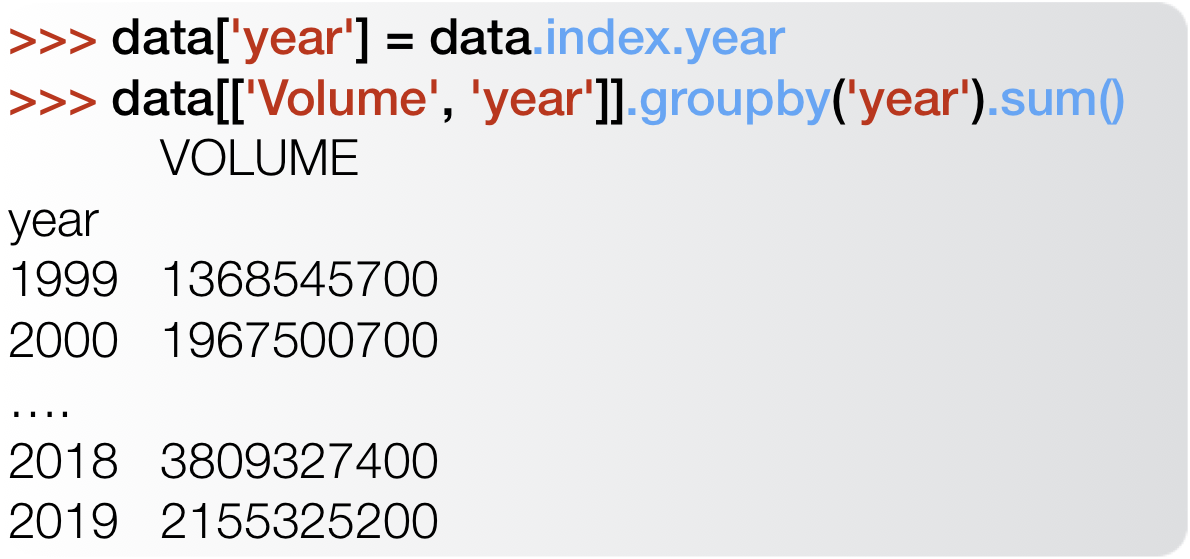 >>> data['year'] = data.index.year
>>> data[['Volume', 'year']].groupby('year').sum()
VOLUME
year
1999 1368545700
2000 1967500700
....
2018 3809327400
2019 2155325200